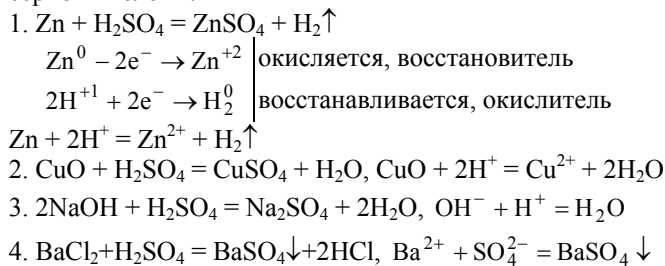 1. Zn + H₂SO₄ = ZnSO₄ + H₂↑
Zn⁰ – 2e⁻ → Zn⁺² | окисляется, восстановитель
2H⁺¹ + 2e⁻ → H₂⁰ | восстанавливается, окислитель
Zn + 2H⁺ = Zn²⁺ + H₂↑
2. CuO + H₂SO₄ = CuSO₄ + H₂O, CuO + 2H⁺ = Cu²⁺ + 2H₂O
3. 2NaOH + H₂SO₄ = Na₂SO₄ + 2H₂O, OH⁻ + H⁺ = H₂O
4. BaCl₂+H₂SO₄ = BaSO₄↓+2HCl, Ba²⁺ + SO₄²⁻ = BaSO₄ ↓